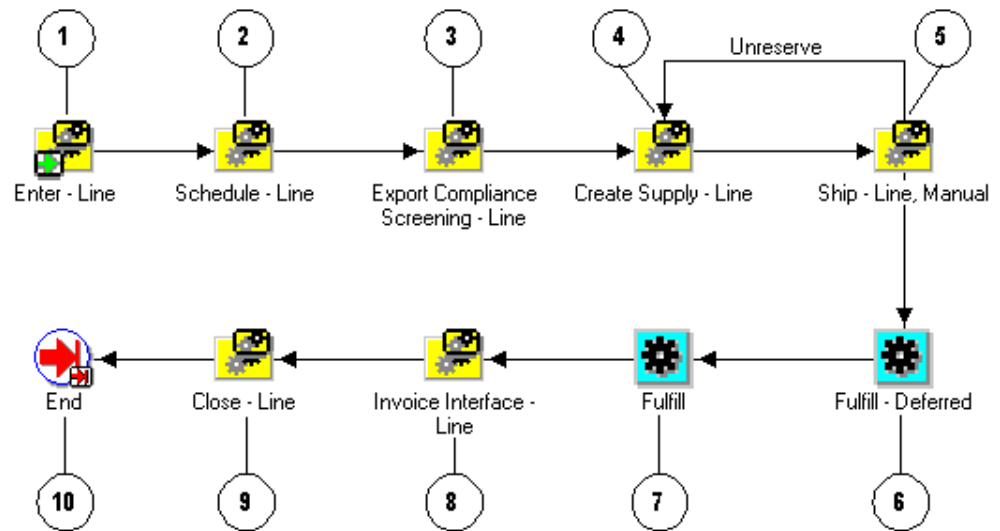 1
2
3
4
5
Unreserve
Enter - Line
Schedule - Line
Export Compliance
Screening - Line
Create Supply - Line
Ship - Line, Manual
End
Close - Line
Invoice Interface -
Line
Fulfill
Fulfill - Deferred
10
9
8
7
6